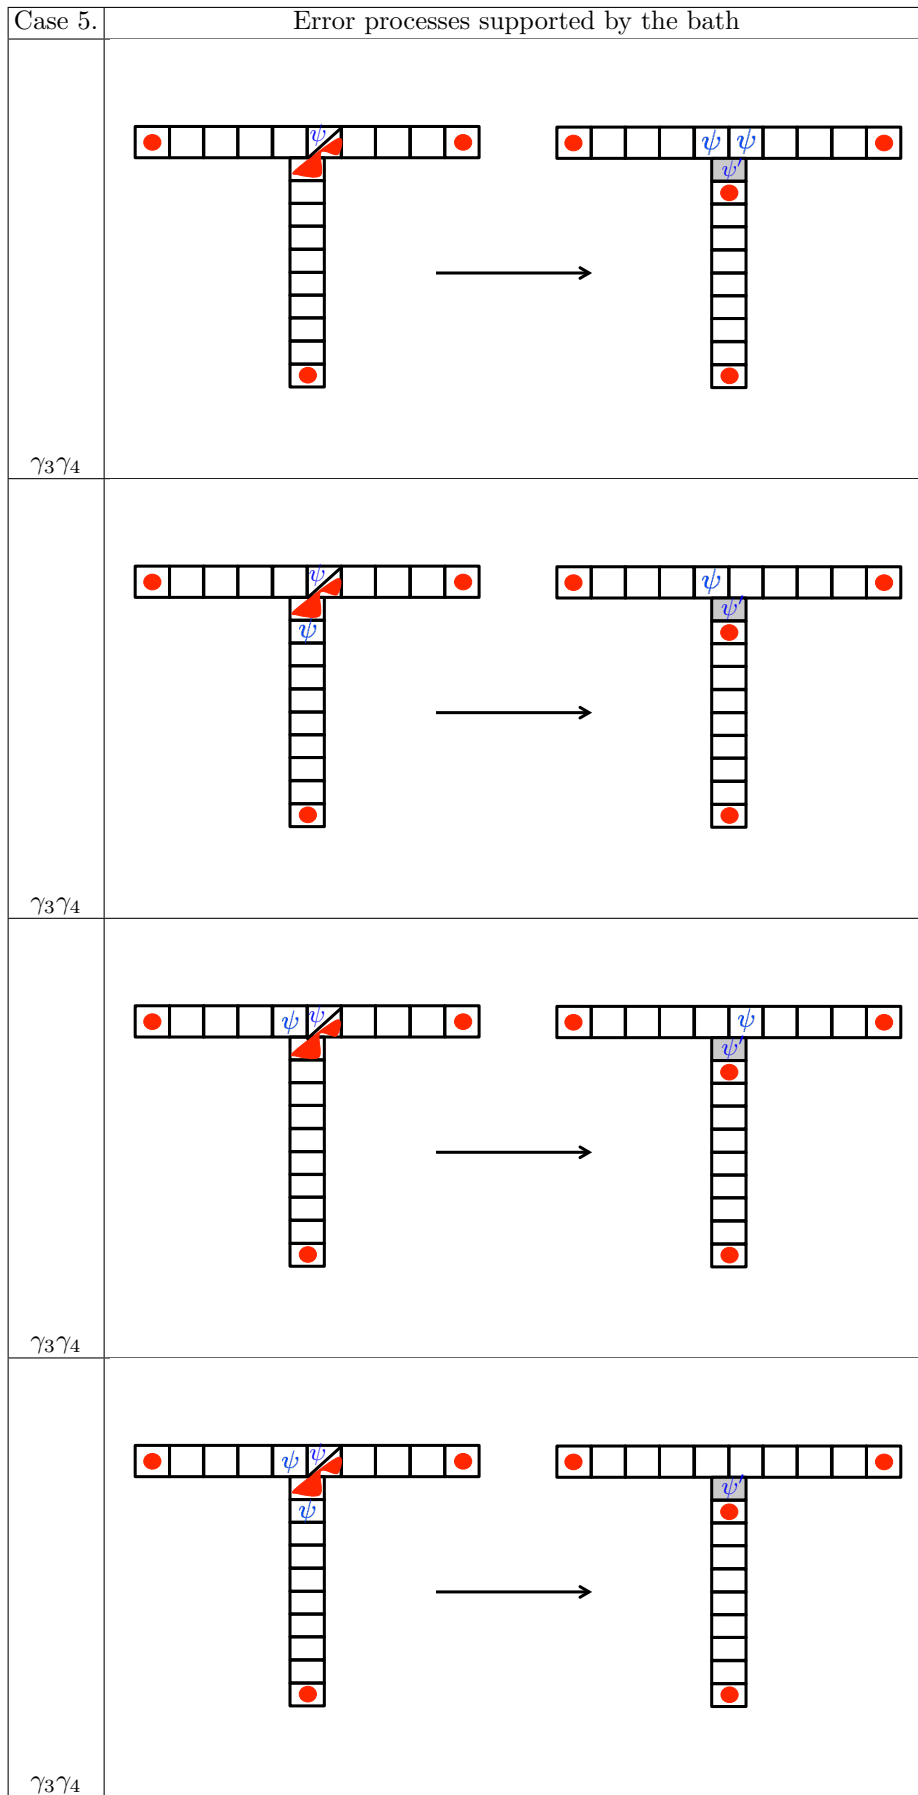 Case 5. Error processes supported by the bath
ψ ψ ψ
ψ'
γ₃γ₄
ψ ψ
ψ'
ψ
γ₃γ₄
ψ ψ ψ
ψ'
γ₃γ₄
ψ ψ
ψ'
ψ
γ₃γ₄